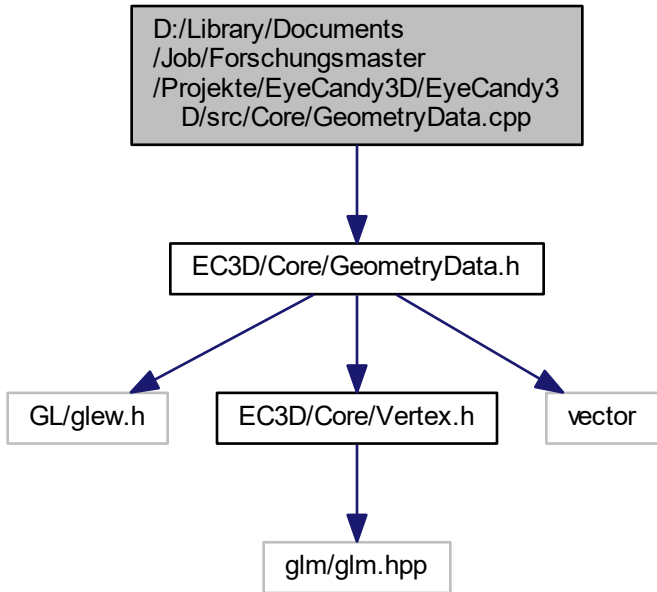 D:/Library/Documents
/Job/Forschungsmaster
/Projekte/EyeCandy3D/EyeCandy3
D/src/Core/GeometryData.cpp
EC3D/Core/GeometryData.h
GL/glew.h
EC3D/Core/Vertex.h
vector
glm/glm.hpp